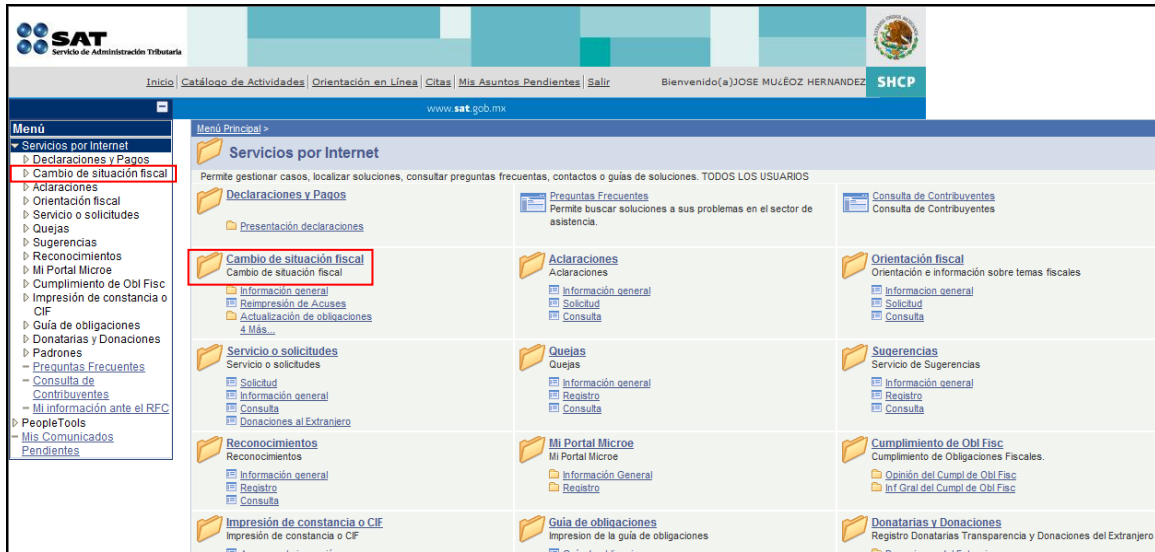 SAT
Servicio de Administración Tributaria
Inicio | Catálogo de Actividades | Orientación en Línea | Citas | Mis Asuntos Pendientes | Salir
Bienvenido(a)JOSE MU¿ËOZ HERNANDEZ
SHCP
www.sat.gob.mx
Menú
Servicios por Internet
Declaraciones y Pagos
Cambio de situación fiscal
Aclaraciones
Orientación fiscal
Servicio o solicitudes
Quejas
Sugerencias
Reconocimientos
Mi Portal Microe
Cumplimiento de Obl Fisc
Impresión de constancia o
CIF
Guía de obligaciones
Donatarias y Donaciones
Padrones
Preguntas Frecuentes
Consulta de
Contribuyentes
Mi información ante el RFC
PeopleTools
Mis Comunicados
Pendientes
Menú Principal >
Servicios por Internet
Permite gestionar casos, localizar soluciones, consultar preguntas frecuentes, contactos o guías de soluciones. TODOS LOS USUARIOS
Declaraciones y Pagos
Presentación declaraciones
Preguntas Frecuentes
Permite buscar soluciones a sus problemas en el sector de
asistencia.
Consulta de Contribuyentes
Consulta de Contribuyentes
Cambio de situación fiscal
Cambio de situación fiscal
Información general
Reimpresión de Acuses
Actualización de obligaciones
4 Más...
Aclaraciones
Aclaraciones
Información general
Solicitud
Consulta
Orientación fiscal
Orientación e información sobre temas fiscales
Informacion general
Solicitud
Consulta
Servicio o solicitudes
Servicio o solicitudes
Solicitud
Información general
Consulta
Donaciones al Extranjero
Quejas
Quejas
Información general
Registro
Consulta
Sugerencias
Servicio de Sugerencias
Información general
Registro
Consulta
Reconocimientos
Reconocimientos
Información general
Registro
Consulta
Mi Portal Microe
Mi Portal Microe
Información General
Registro
Cumplimiento de Obl Fisc
Cumplimiento de Obligaciones Fiscales.
Opinión del Cumpl de Obl Fisc
Inf Gral del Cumpl de Obl Fisc
Impresión de constancia o CIF
Impresión de constancia o CIF
Guía de obligaciones
Impresion de la guía de obligaciones
Donatarias y Donaciones
Registro Donatarias Transparencia y Donaciones del Extranjero